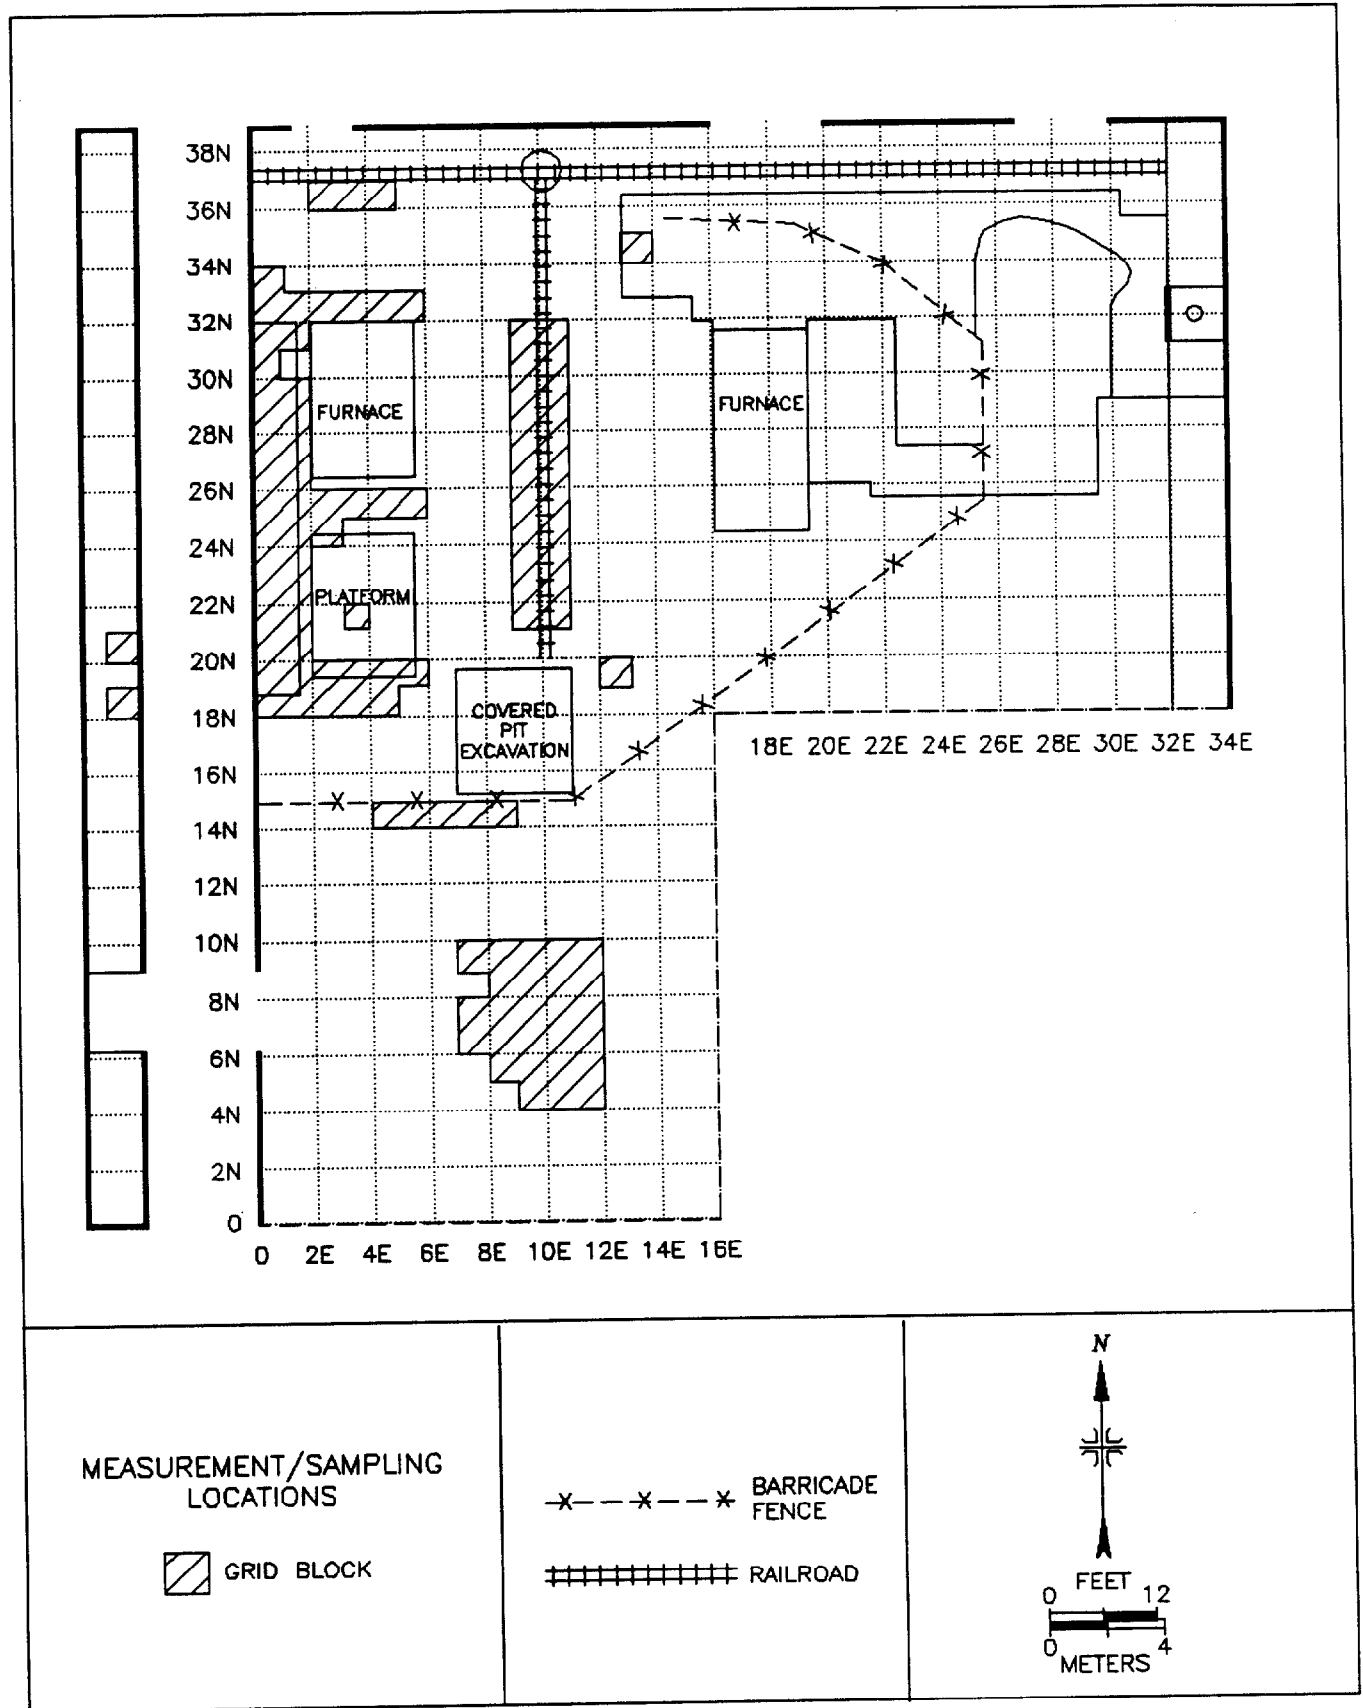 38N
36N
34N
32N
30N
28N
26N
24N
22N
20N
18N
16N
14N
12N
10N
8N
6N
4N
2N
0
FURNACE
FURNACE
PLATFORM
COVERED
PIT
EXCAVATION
18E 20E 22E 24E 26E 28E 30E 32E 34E
0 2E 4E 6E 8E 10E 12E 14E 16E
MEASUREMENT/SAMPLING
LOCATIONS
GRID BLOCK
BARRICADE
FENCE
RAILROAD
N
FEET
0 12
0 4
METERS